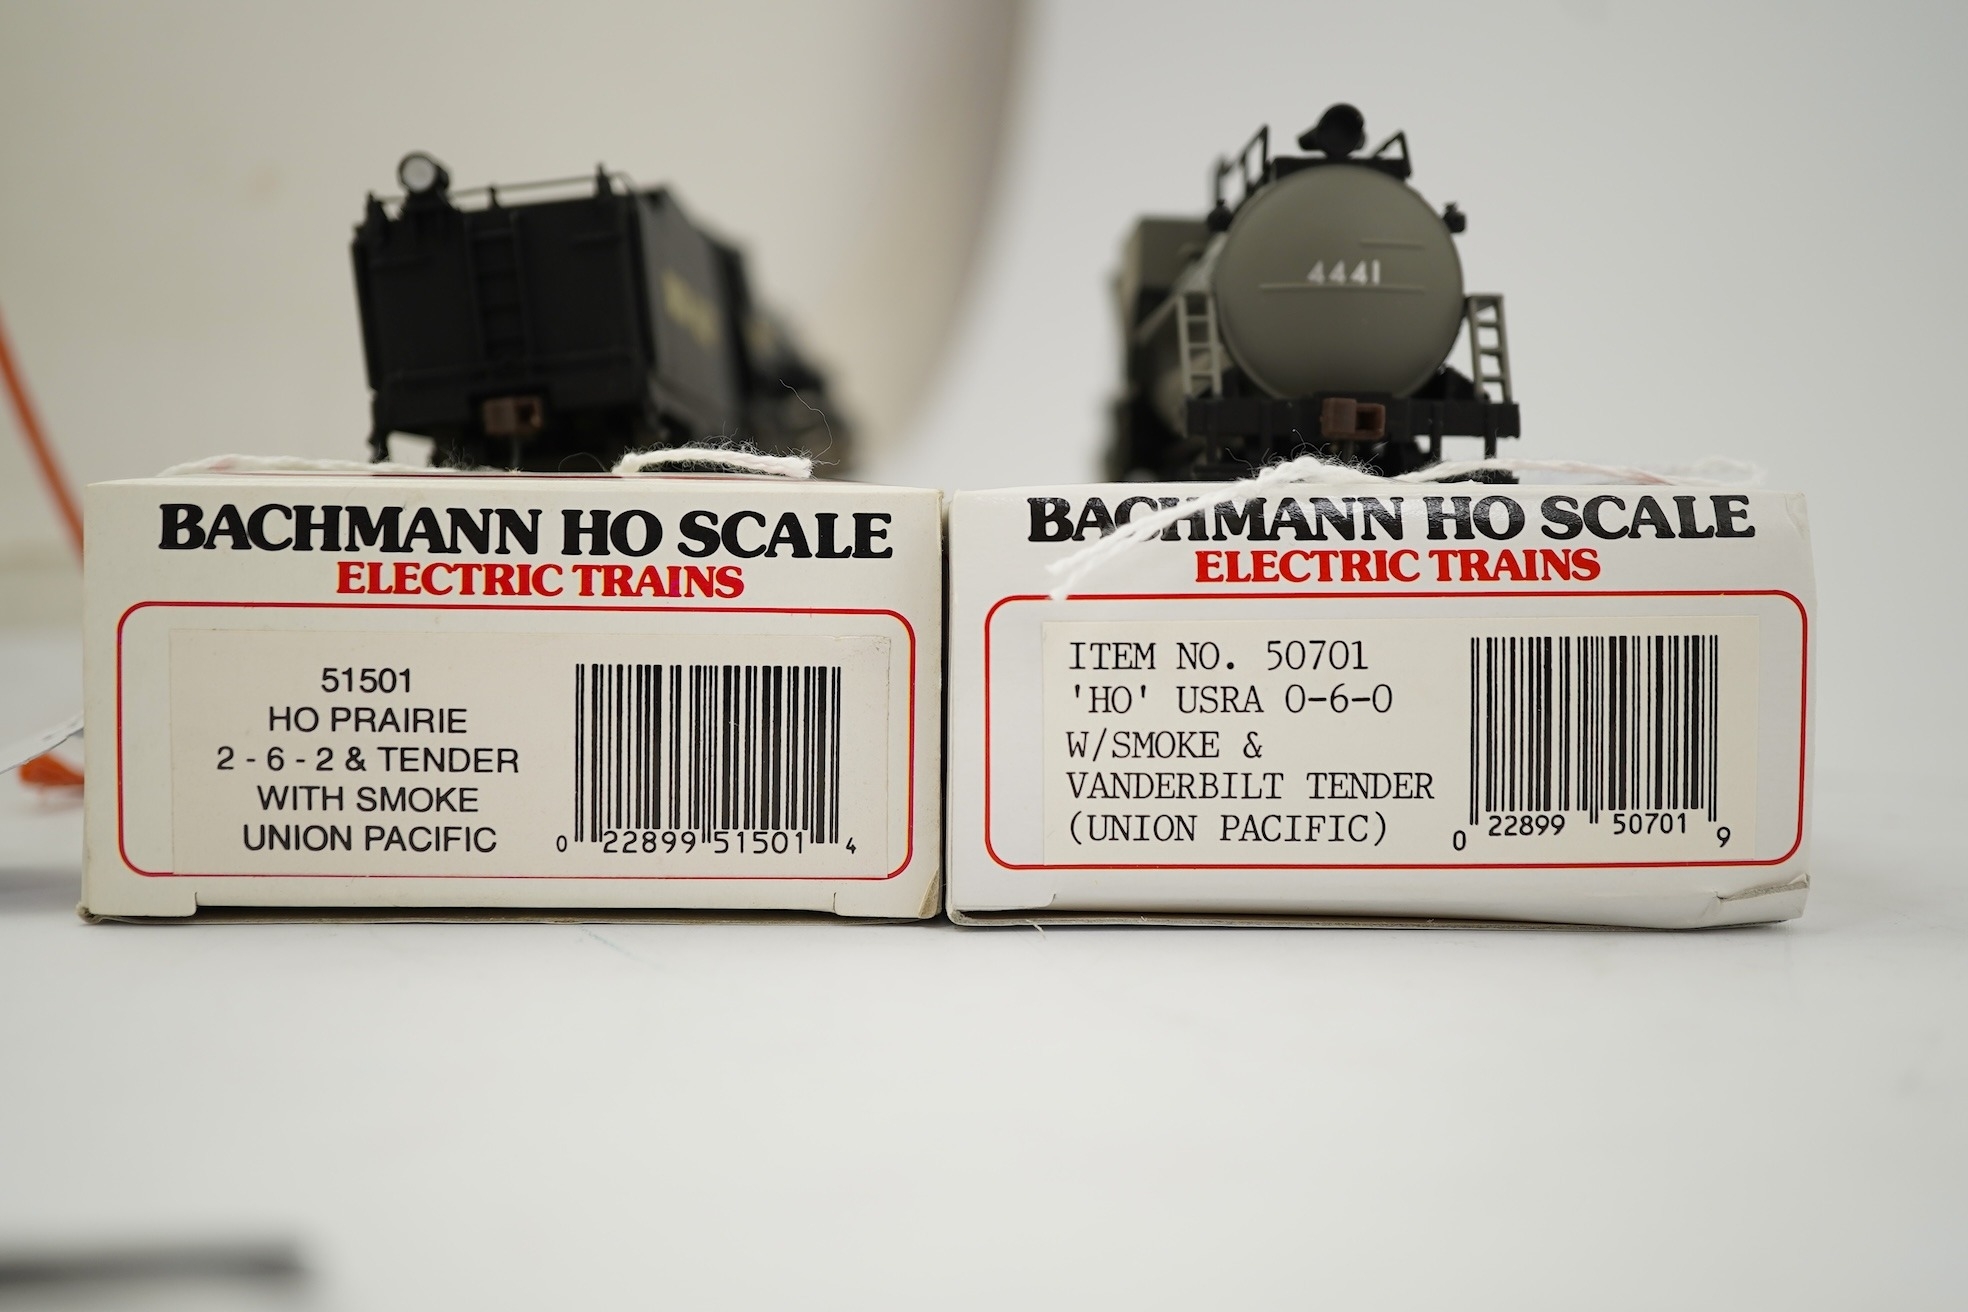 4441
BACHMANN HO SCALE
ELECTRIC TRAINS
51501
HO PRAIRIE
2 - 6 - 2 & TENDER
WITH SMOKE
UNION PACIFIC
0 22899 51501 4
BACHMANN HO SCALE
ELECTRIC TRAINS
ITEM NO. 50701
'HO' USRA 0-6-0
W/SMOKE &
VANDERBILT TENDER
(UNION PACIFIC)
0 22899 50701 9